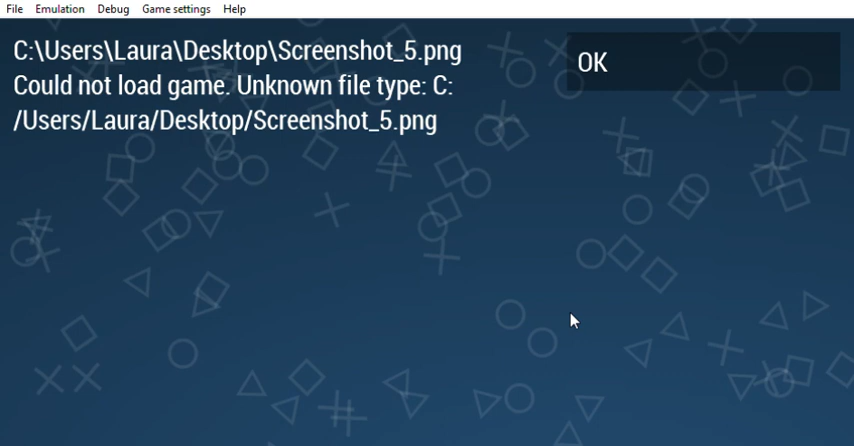 File Emulation Debug Game settings Help
C:\Users\Laura\Desktop\Screenshot_5.png
Could not load game. Unknown file type: C:
/Users/Laura/Desktop/Screenshot_5.png
OK